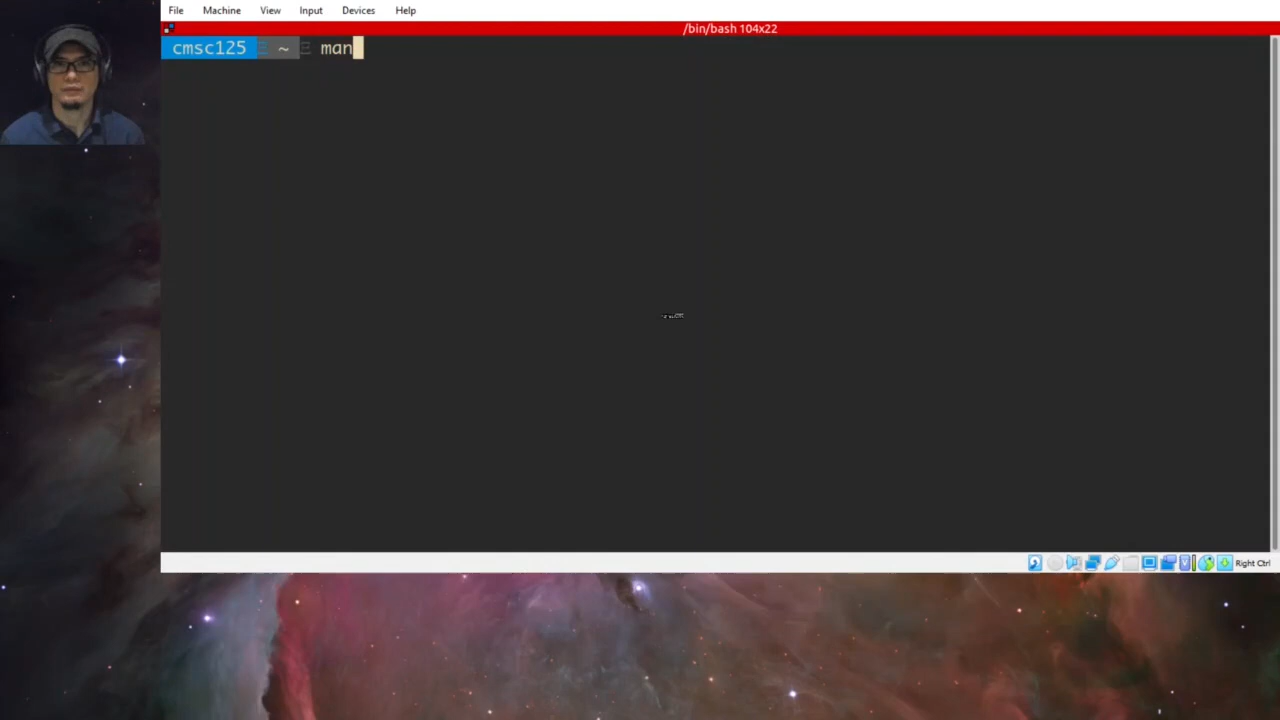 File Machine View Input Devices Help
/bin/bash 104x22
cmsc125 ~ man
Right Ctrl